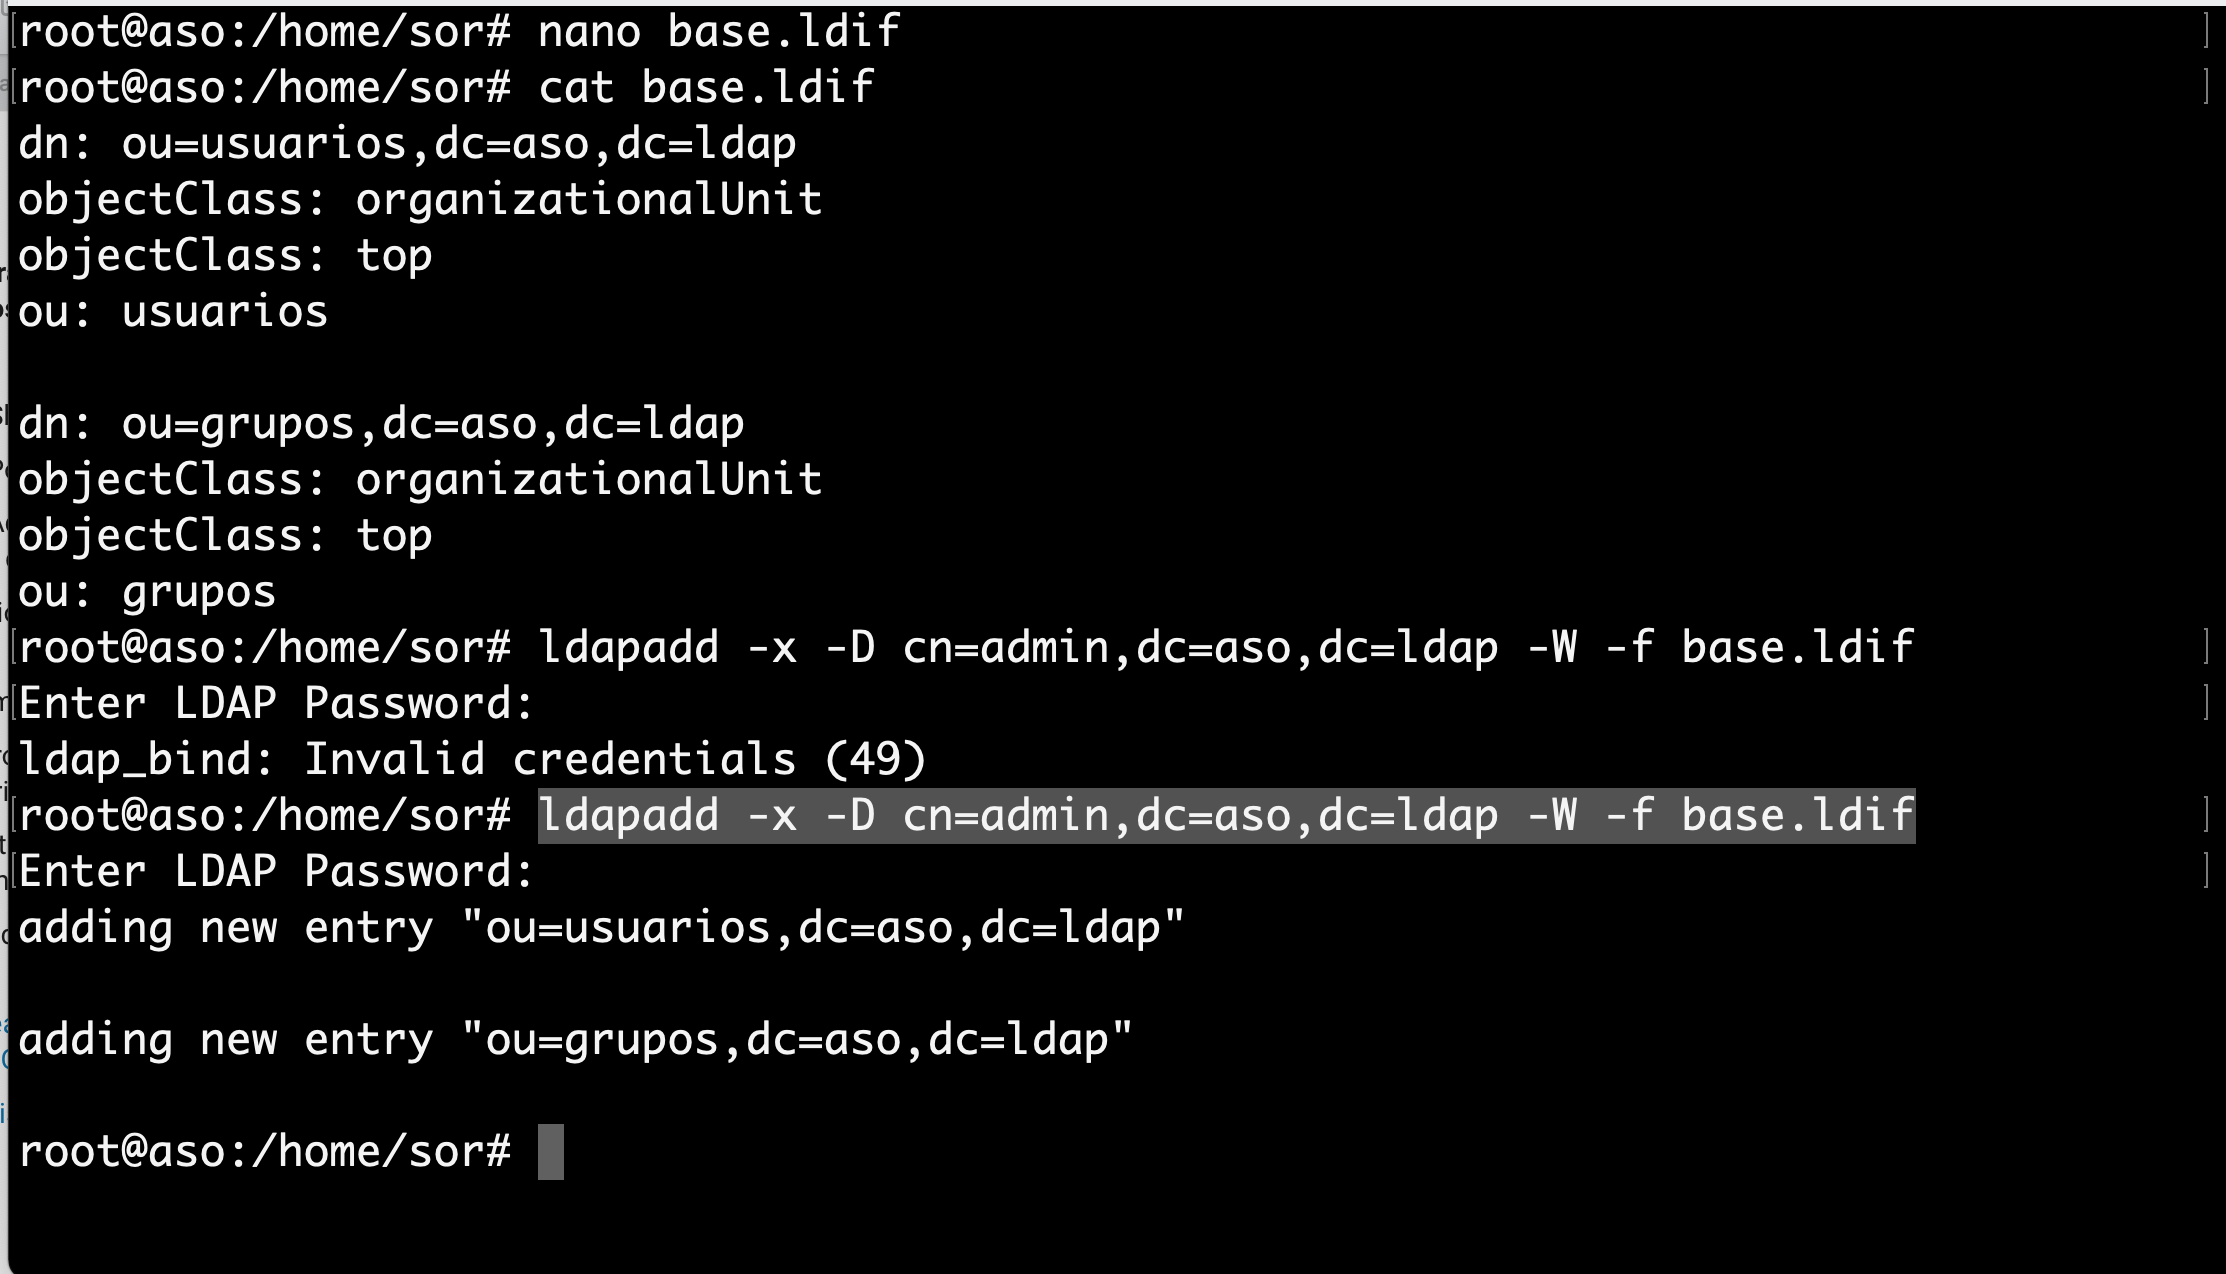 root@aso:/home/sor# nano base.ldif
root@aso:/home/sor# cat base.ldif
dn: ou=usuarios,dc=aso,dc=ldap
objectClass: organizationalUnit
objectClass: top
ou: usuarios

dn: ou=grupos,dc=aso,dc=ldap
objectClass: organizationalUnit
objectClass: top
ou: grupos
root@aso:/home/sor# ldapadd -x -D cn=admin,dc=aso,dc=ldap -W -f base.ldif
Enter LDAP Password:
ldap_bind: Invalid credentials (49)
root@aso:/home/sor# ldapadd -x -D cn=admin,dc=aso,dc=ldap -W -f base.ldif
Enter LDAP Password:
adding new entry "ou=usuarios,dc=aso,dc=ldap"

adding new entry "ou=grupos,dc=aso,dc=ldap"

root@aso:/home/sor#